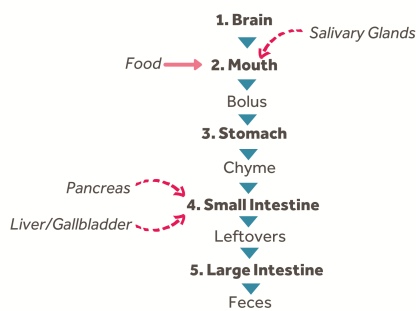 1. Brain
Salivary Glands
Food
2. Mouth
Bolus
3. Stomach
Chyme
Pancreas
4. Small Intestine
Liver/Gallbladder
Leftovers
5. Large Intestine
Feces